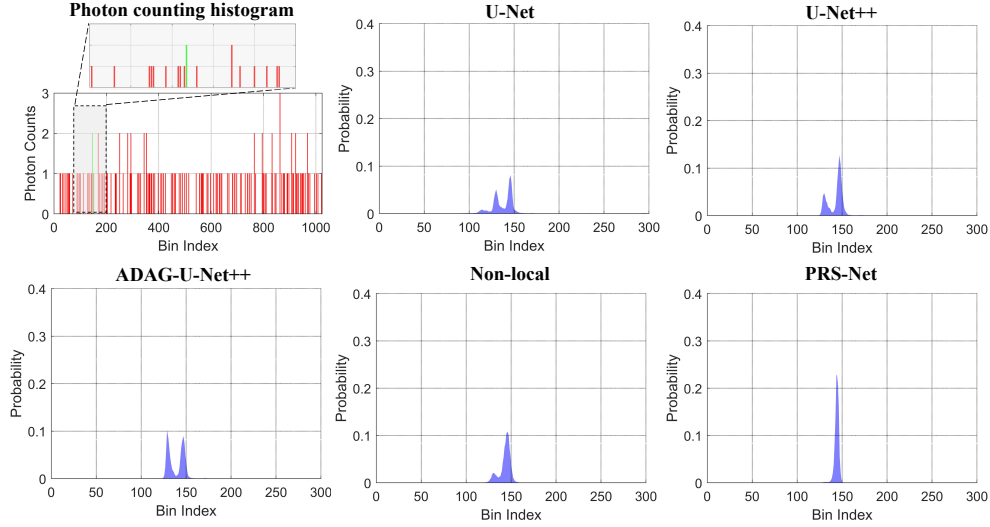 Photon counting histogram
Photon Counts
3
2
1
0
0 200 400 600 800 1000
Bin Index
U-Net
Probability
0.4
0.3
0.2
0.1
0
0 50 100 150 200 250 300
Bin Index
U-Net++
Probability
0.4
0.3
0.2
0.1
0
0 50 100 150 200 250 300
Bin Index
ADAG-U-Net++
Probability
0.4
0.3
0.2
0.1
0
0 50 100 150 200 250 300
Bin Index
Non-local
Probability
0.4
0.3
0.2
0.1
0
0 50 100 150 200 250 300
Bin Index
PRS-Net
Probability
0.4
0.3
0.2
0.1
0
0 50 100 150 200 250 300
Bin Index